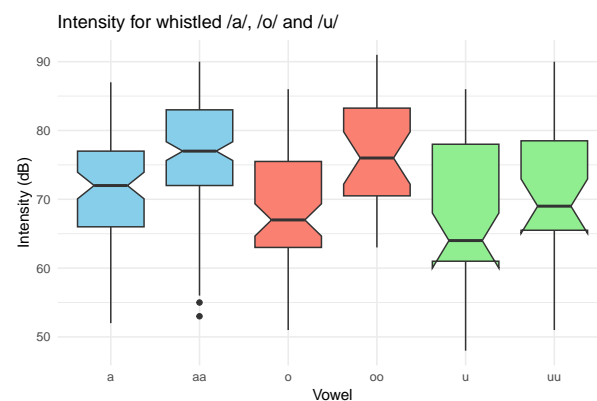 Intensity for whistled /a/, /o/ and /u/
Intensity (dB)
90
80
70
60
50
a aa o oo u uu
Vowel